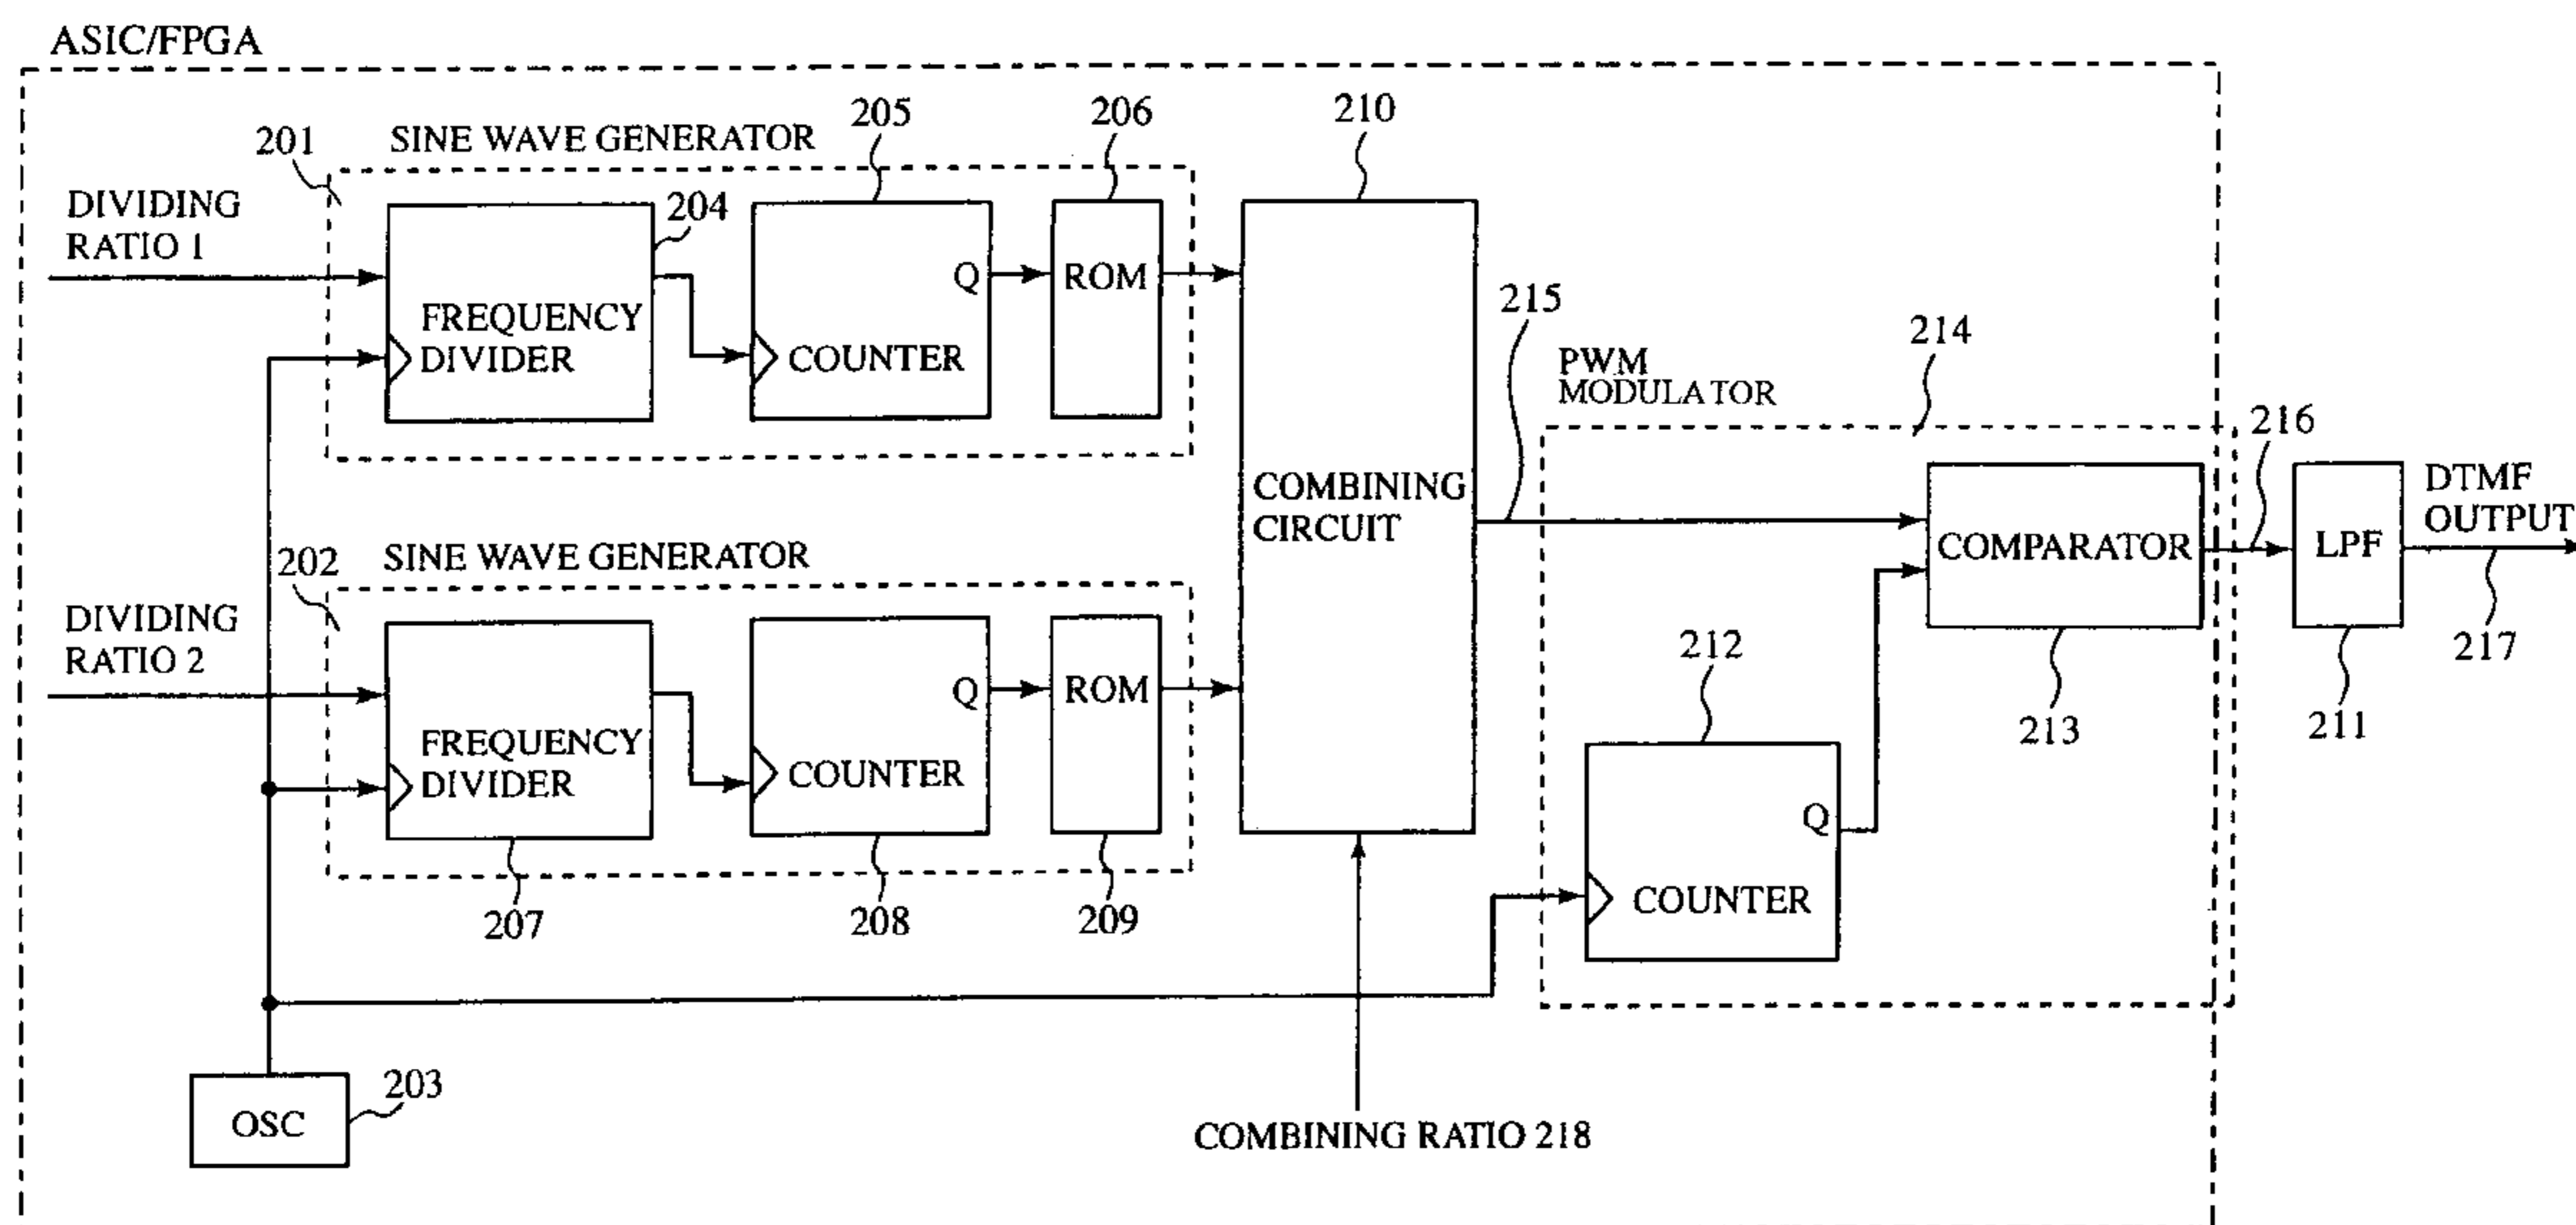 ASIC/FPGA
201
SINE WAVE GENERATOR
205
206
210
DIVIDING
RATIO 1
204
FREQUENCY
DIVIDER
Q
COUNTER
ROM
215
214
PWM
MODULATOR
216
202
SINE WAVE GENERATOR
COMBINING
CIRCUIT
COMPARATOR
LPF
DTMF
OUTPUT
DIVIDING
RATIO 2
FREQUENCY
DIVIDER
Q
COUNTER
ROM
212
213
211
217
207
208
209
Q
COUNTER
OSC
203
COMBINING RATIO 218